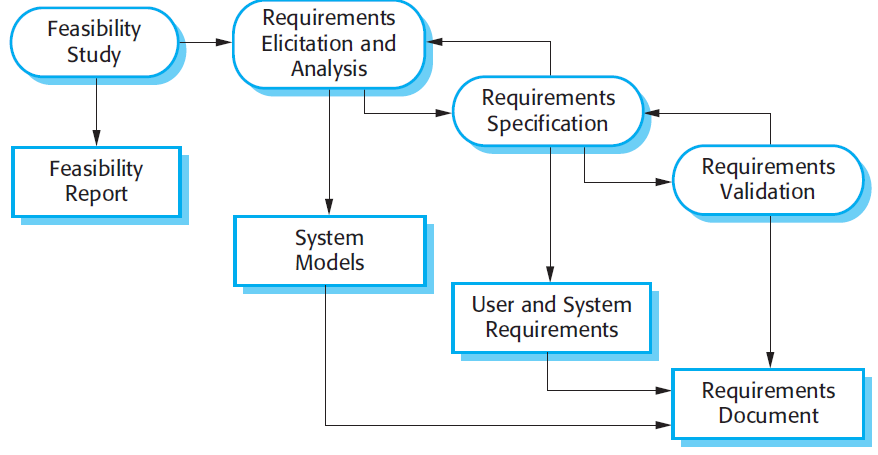 Feasibility
Study
Requirements
Elicitation and
Analysis
Requirements
Specification
Requirements
Validation
Feasibility
Report
System
Models
User and System
Requirements
Requirements
Document